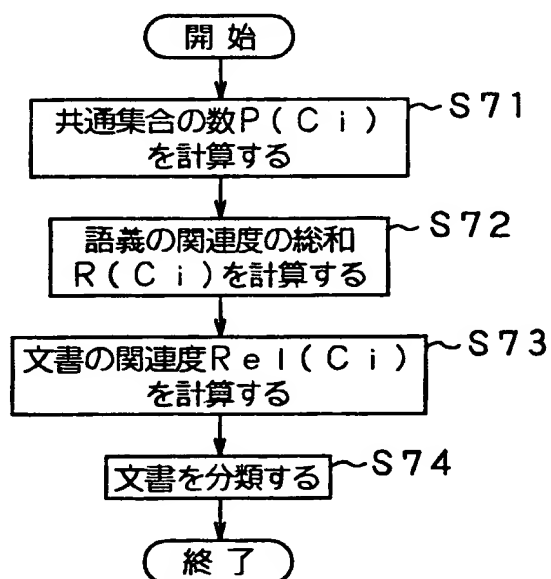 開始
共通集合の数P(Ci)
を計算する
S71
語義の関連度の総和
R(Ci)を計算する
S72
文書の関連度Rel(Ci)
を計算する
S73
文書を分類する
S74
終了